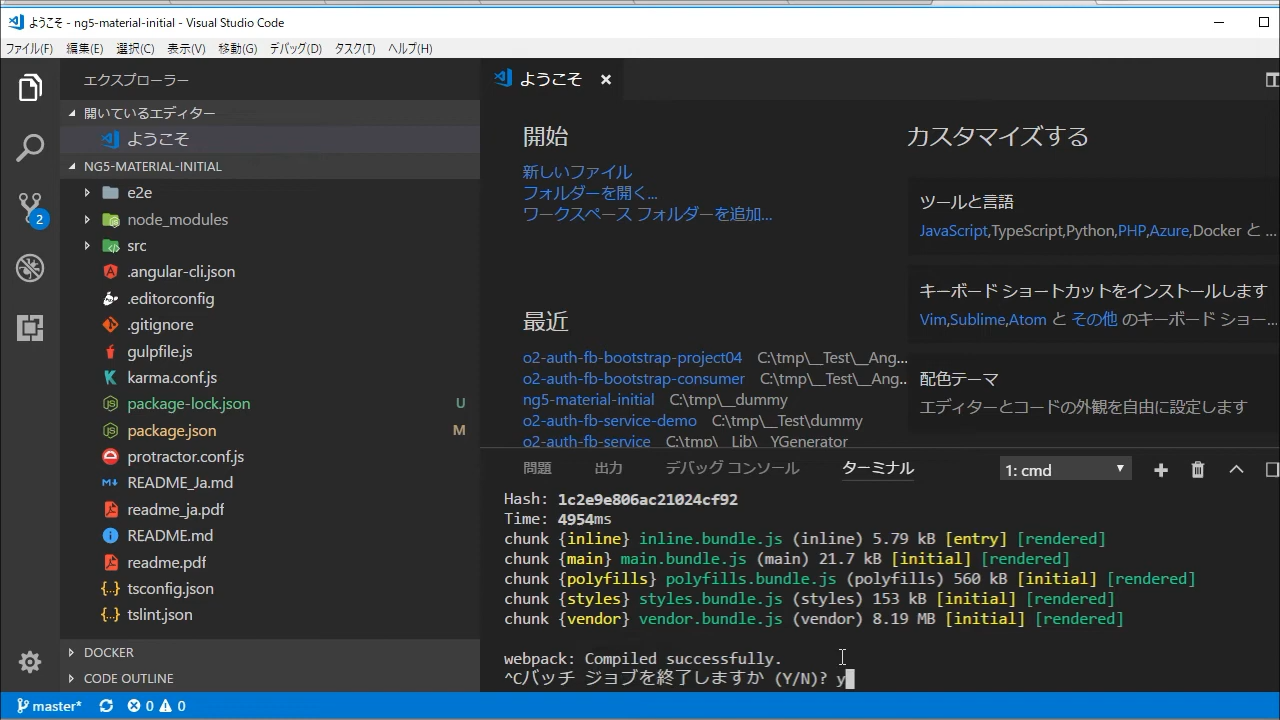 ようこそ - ng5-material-initial - Visual Studio Code
ファイル(F) 編集(E) 選択(C) 表示(V) 移動(G) デバッグ(D) タスク(T) ヘルプ(H)
エクスプローラー
開いているエディター
ようこそ
NG5-MATERIAL-INITIAL
e2e
node_modules
src
.angular-cli.json
.editorconfig
.gitignore
gulpfile.js
karma.conf.js
package-lock.json U
package.json M
protractor.conf.js
README_Ja.md
readme_ja.pdf
README.md
readme.pdf
tsconfig.json
tslint.json
DOCKER
CODE OUTLINE
2
ようこそ
開始
新しいファイル
フォルダーを開く...
ワークスペース フォルダーを追加...
最近
o2-auth-fb-bootstrap-project04 C:\tmp\__Test\__Ang...
o2-auth-fb-bootstrap-consumer C:\tmp\__Test\__Ang...
ng5-material-initial C:\tmp\__dummy
o2-auth-fb-service-demo C:\tmp\__Test\dummy
o2-auth-fb-service C:\tmp\__Lib\__YGenerator
カスタマイズする
ツールと言語
JavaScript,TypeScript,Python,PHP,Azure,Docker と ...
キーボード ショートカットをインストールします
Vim,Sublime,Atom と その他 のキーボード ショー...
配色テーマ
エディターとコードの外観を自由に設定します
問題 出力 デバッグ コンソール ターミナル 1: cmd
Hash: 1c2e9e806ac21024cf92
Time: 4954ms
chunk {inline} inline.bundle.js (inline) 5.79 kB [entry] [rendered]
chunk {main} main.bundle.js (main) 21.7 kB [initial] [rendered]
chunk {polyfills} polyfills.bundle.js (polyfills) 560 kB [initial] [rendered]
chunk {styles} styles.bundle.js (styles) 153 kB [initial] [rendered]
chunk {vendor} vendor.bundle.js (vendor) 8.19 MB [initial] [rendered]
webpack: Compiled successfully.
^Cバッチ ジョブを終了しますか (Y/N)? y
master* 0 0